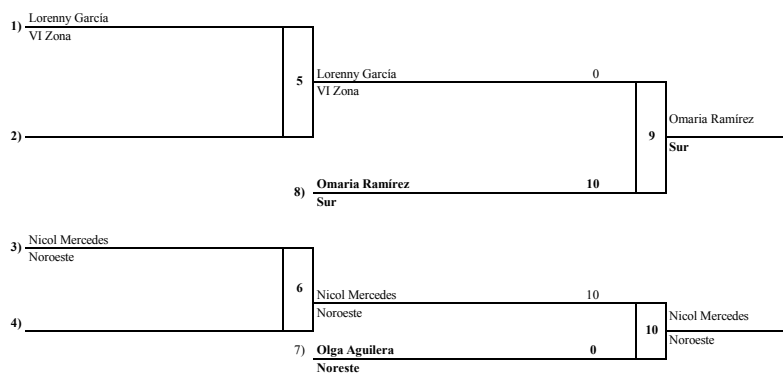 1) Lorenny García
VI Zona
5 Lorenny García 0
VI Zona
2)
9 Omaria Ramírez
Sur
8) Omaria Ramírez 10
Sur
3) Nicol Mercedes
Noroeste
6 Nicol Mercedes 10
Noroeste
4)
10 Nicol Mercedes
Noroeste
7) Olga Aguilera 0
Noreste